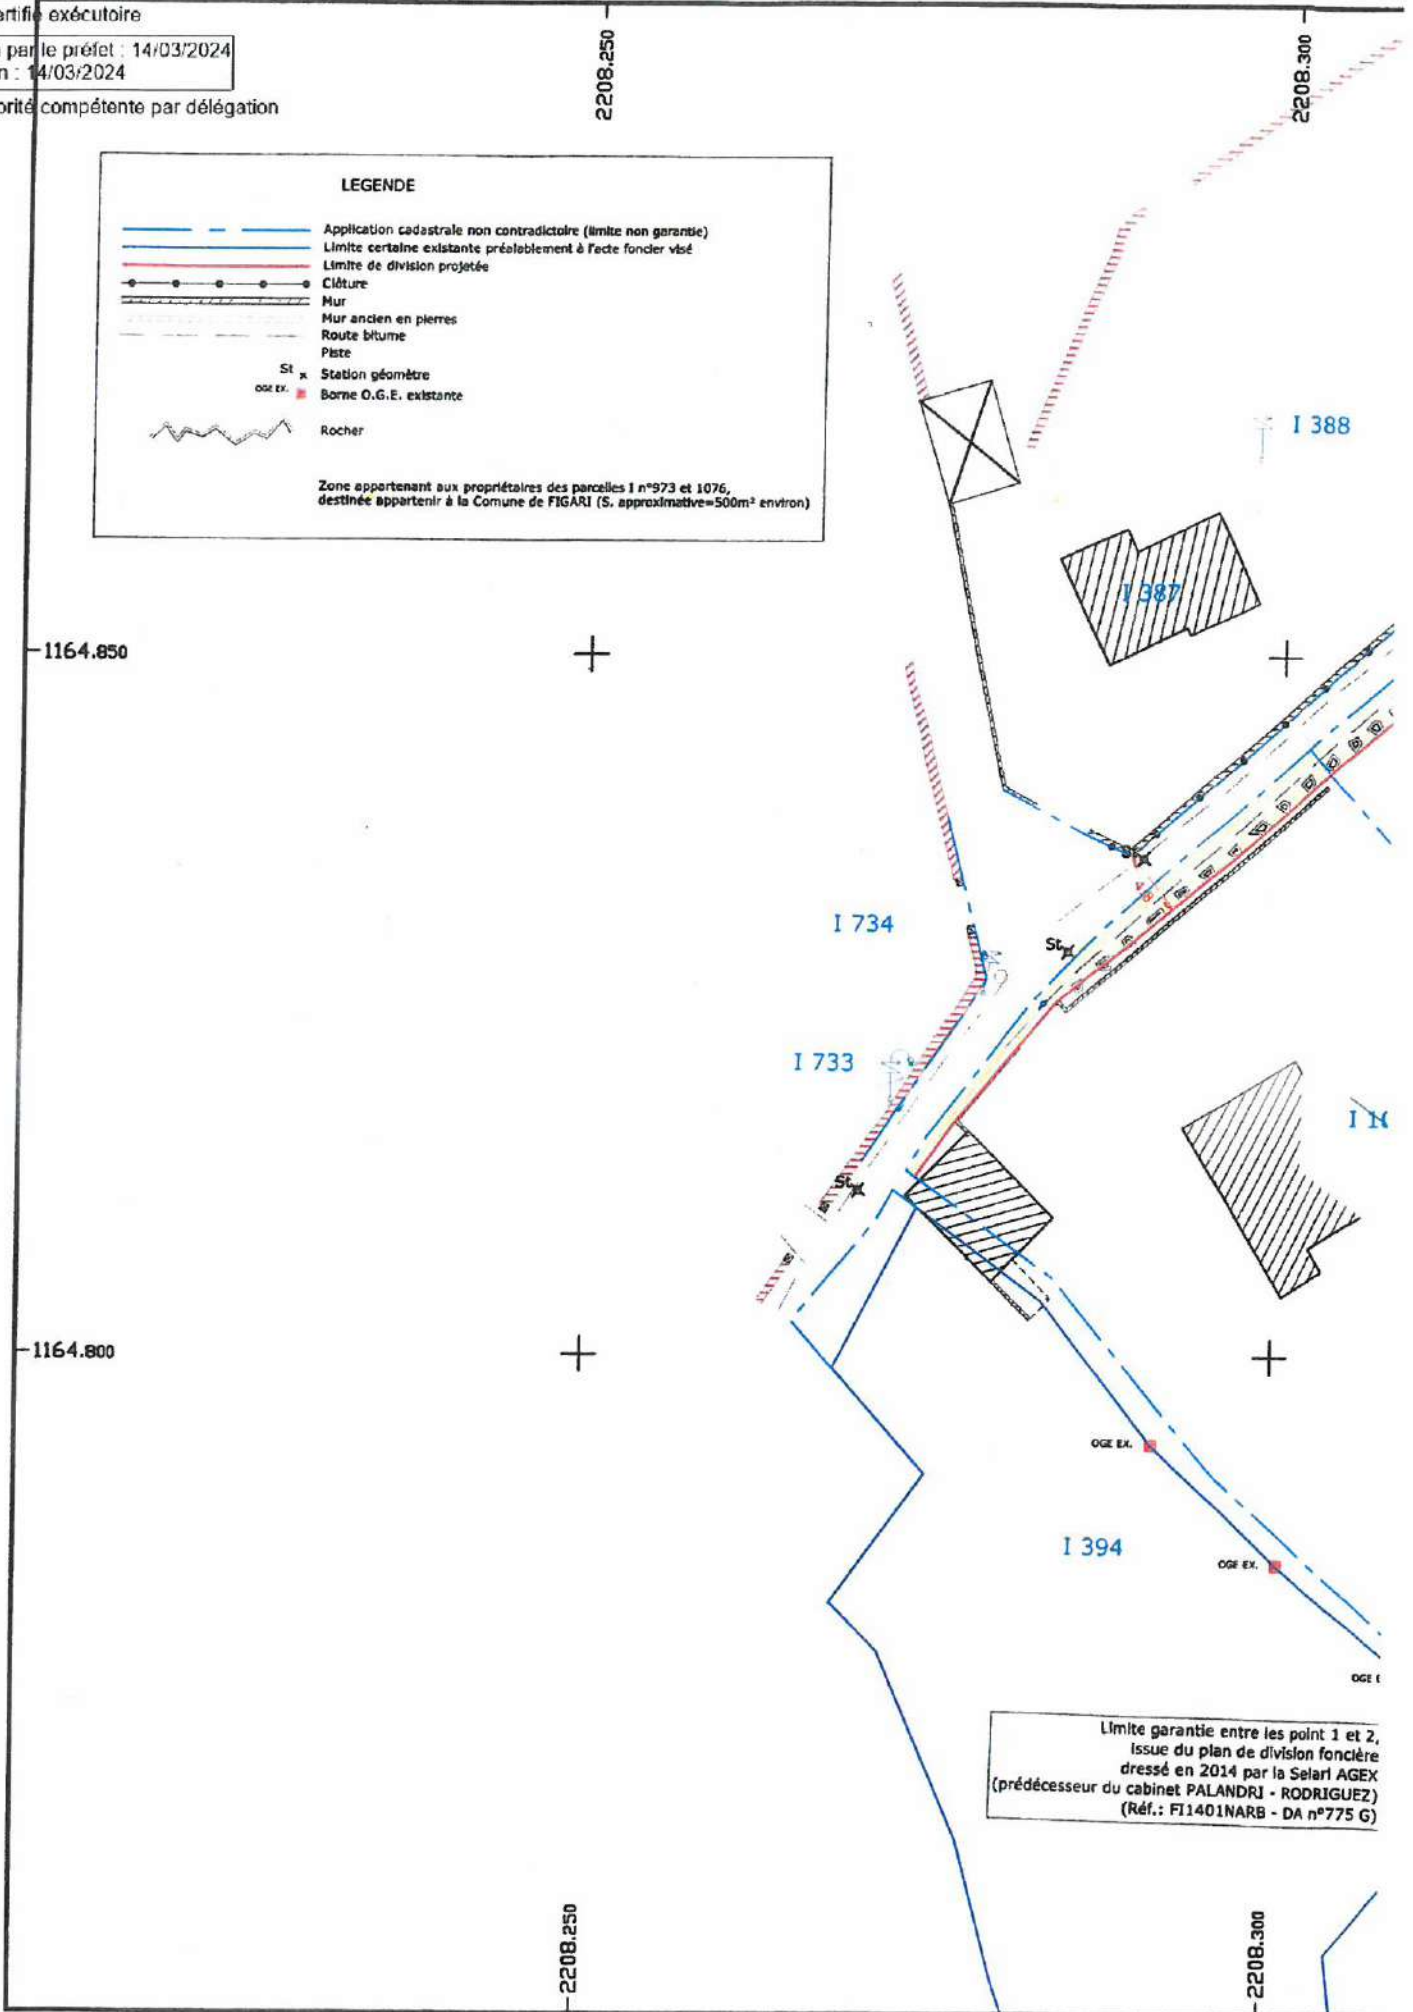 ertifié exécutoire
par le préfet : 14/03/2024
n : 14/03/2024
orité compétente par délégation
2208.250
2208.300
LEGENDE
Application cadastrale non contradictoire (limite non garantie)
Limite certaine existante préalablement à l'acte foncier visé
Limite de division projetée
Clôture
Mur
Mur ancien en pierres
Route bitume
Piste
St
Station géomètre
OGE EX.
Borne O.G.E. existante
Rocher
Zone appartenant aux propriétaires des parcelles I n°973 et 1076,
destinée appartenir à la Comune de FIGARI (S. approximative=500m² environ)
I 388
I 387
1164.850
I 734
St
I 733
St
1164.800
OGE EX.
I 394
OGE EX.
OGE E
Limite garantie entre les point 1 et 2,
issue du plan de division foncière
dressé en 2014 par la Selarl AGEX
(prédécesseur du cabinet PALANDRI - RODRIGUEZ)
(Réf.: FI1401NARB - DA n°775 G)
2208.250
2208.300